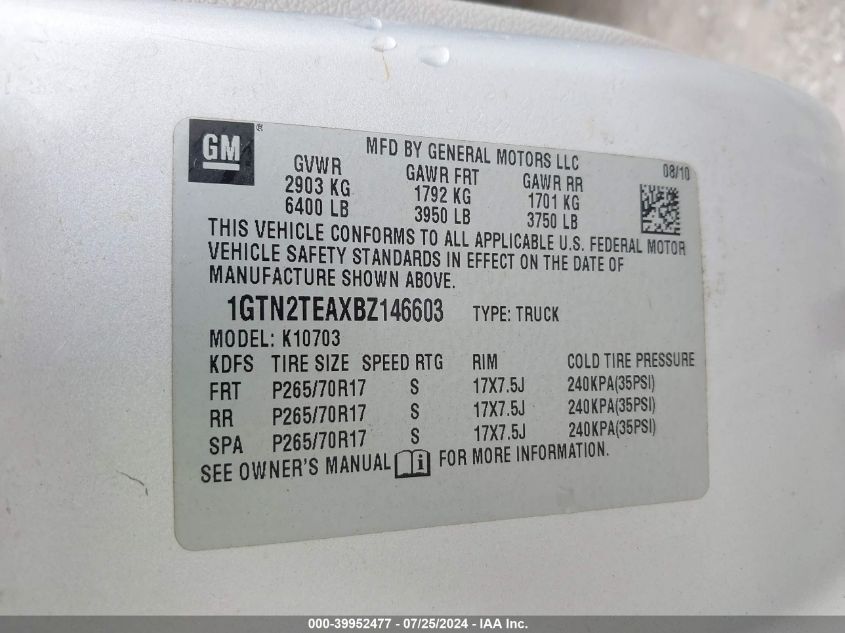 GM ®
MFD BY GENERAL MOTORS LLC
08/10
GVWR GAWR FRT GAWR RR
2903 KG 1792 KG 1701 KG
6400 LB 3950 LB 3750 LB
THIS VEHICLE CONFORMS TO ALL APPLICABLE U.S. FEDERAL MOTOR
VEHICLE SAFETY STANDARDS IN EFFECT ON THE DATE OF
MANUFACTURE SHOWN ABOVE.
1GTN2TEAXBZ146603 TYPE: TRUCK
MODEL: K10703
KDFS TIRE SIZE SPEED RTG RIM COLD TIRE PRESSURE
FRT P265/70R17 S 17X7.5J 240KPA(35PSI)
RR P265/70R17 S 17X7.5J 240KPA(35PSI)
SPA P265/70R17 S 17X7.5J 240KPA(35PSI)
SEE OWNER'S MANUAL i FOR MORE INFORMATION.
000-39952477 - 07/25/2024 - IAA Inc.